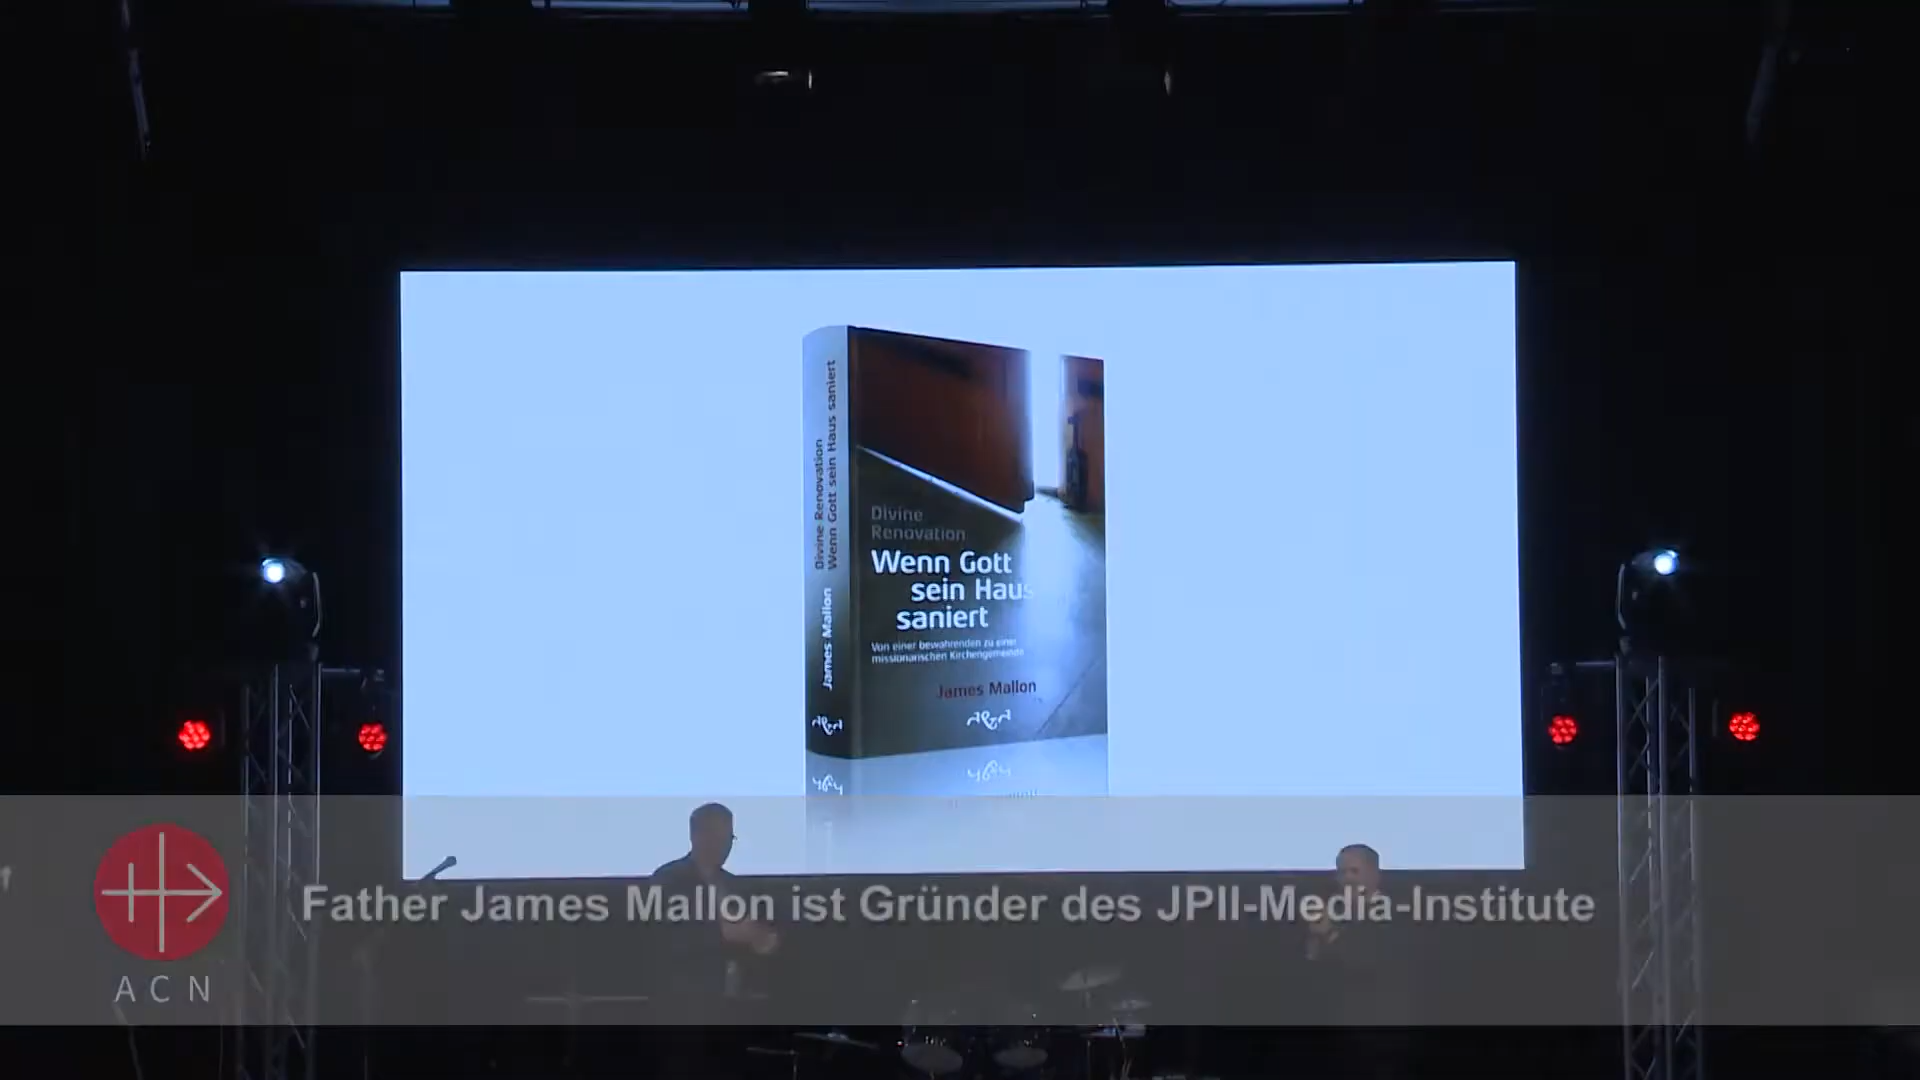 Divine Renovation
Wenn Gott sein Haus saniert
James Mallon
Divine
Renovation
Wenn Gott
sein Haus
saniert
Von einer bewahrenden zu einer
missionarischen Kirchengemeinde
James Mallon
Father James Mallon ist Gründer des JPII-Media-Institute
ACN